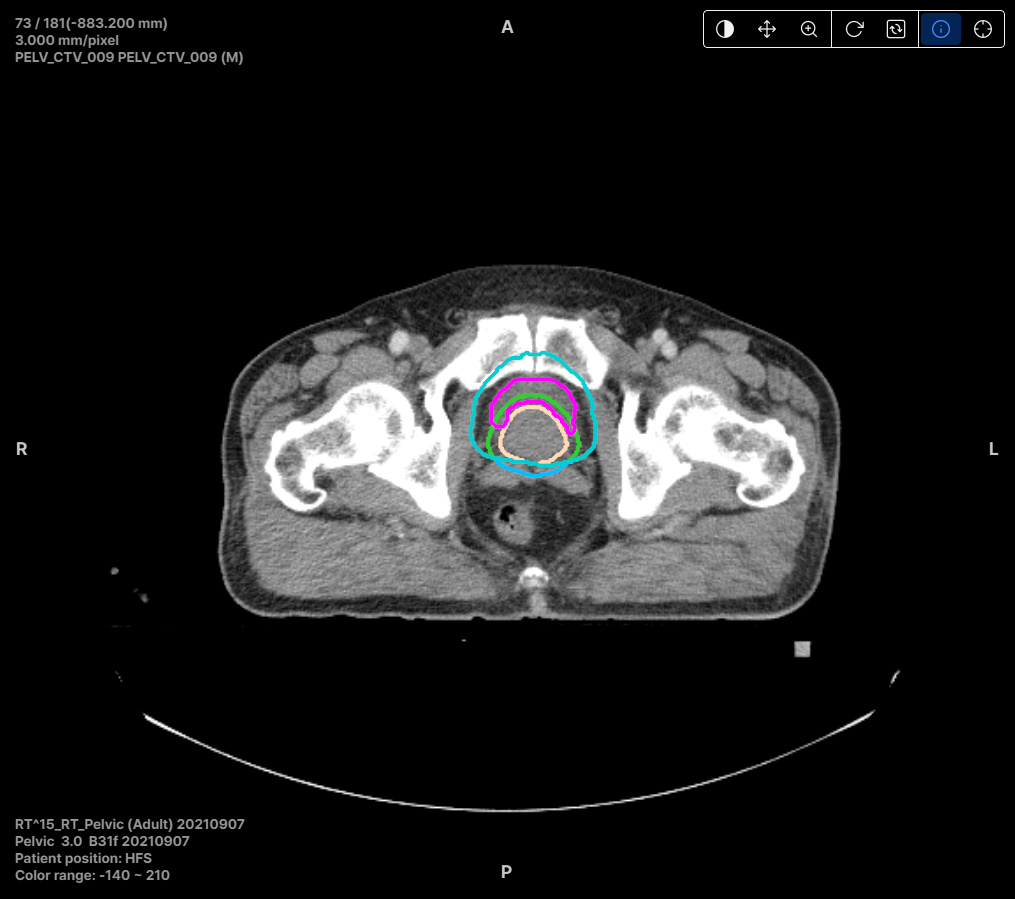 73 / 181(-883.200 mm)
3.000 mm/pixel
PELV_CTV_009 PELV_CTV_009 (M)
A
R
L
RT^15_RT_Pelvic (Adult) 20210907
Pelvic  3.0  B31f 20210907
Patient position: HFS
Color range: -140 ~ 210
P